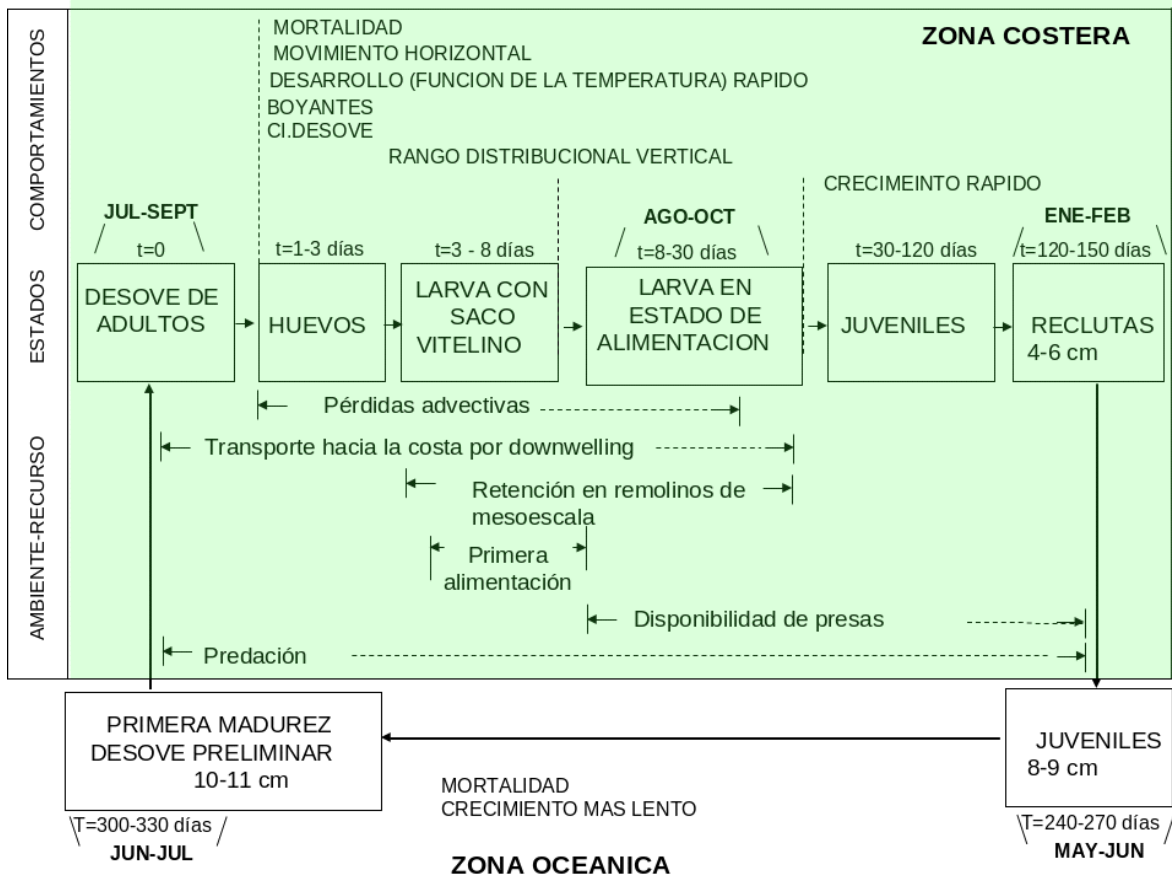 COMPORTAMIENTOS
ESTADOS
AMBIENTE-RECURSO
MORTALIDAD
MOVIMIENTO HORIZONTAL
DESARROLLO (FUNCION DE LA TEMPERATURA) RAPIDO
BOYANTES
CI.DESOVE
ZONA COSTERA
RANGO DISTRIBUCIONAL VERTICAL
CRECIMEINTO RAPIDO
JUL-SEPT
t=0
t=1-3 días
t=3 - 8 días
AGO-OCT
t=8-30 días
t=30-120 días
ENE-FEB
t=120-150 días
DESOVE DE
ADULTOS
HUEVOS
LARVA CON
SACO
VITELINO
LARVA EN
ESTADO DE
ALIMENTACION
JUVENILES
RECLUTAS
4-6 cm
Pérdidas advectivas
Transporte hacia la costa por downwelling
Retención en remolinos de
mesoescala
Primera
alimentación
Disponibilidad de presas
Predación
PRIMERA MADUREZ
DESOVE PRELIMINAR
10-11 cm
T=300-330 días
JUN-JUL
MORTALIDAD
CRECIMIENTO MAS LENTO
JUVENILES
8-9 cm
T=240-270 días
MAY-JUN
ZONA OCEANICA